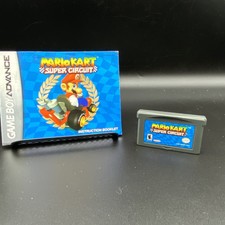 GAME BOY ADVANCE
MARIO KART
SUPER CIRCUIT
INSTRUCTION BOOKLET
MARIO KART
SUPER CIRCUIT